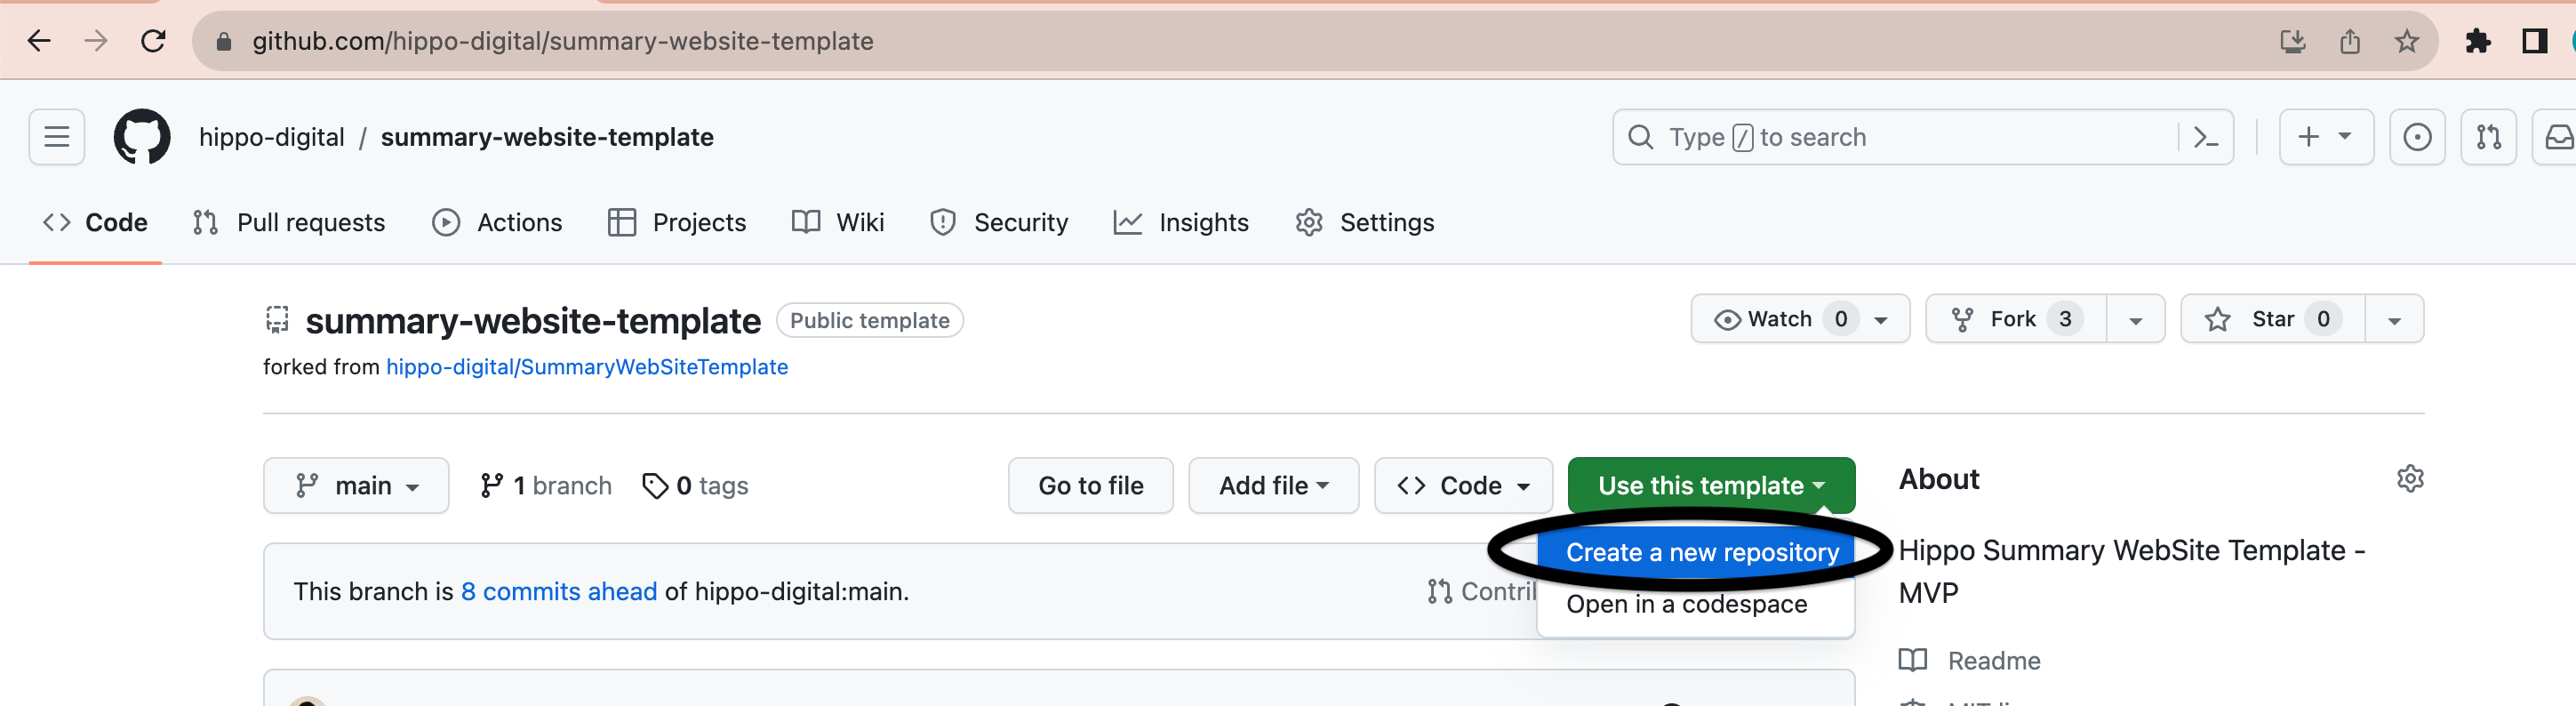 github.com/hippo-digital/summary-website-template
hippo-digital / summary-website-template
Type / to search
Code Pull requests Actions Projects Wiki Security Insights Settings
summary-website-template Public template
Watch 0 Fork 3 Star 0
forked from hippo-digital/SummaryWebSiteTemplate
main 1 branch 0 tags Go to file Add file Code Use this template
About
Create a new repository
Hippo Summary WebSite Template -
MVP
This branch is 8 commits ahead of hippo-digital:main.
Contri
Open in a codespace
Readme